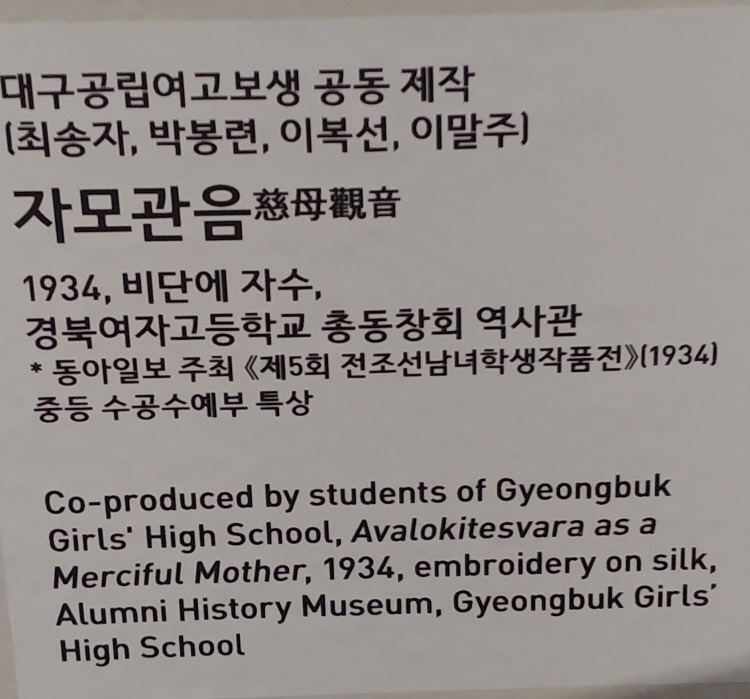 대구공립여고보생 공동 제작
(최송자, 박봉련, 이복선, 이말주)
자모관음慈母觀音
1934, 비단에 자수,
경북여자고등학교 총동창회 역사관
* 동아일보 주최 《제5회 전조선남녀학생작품전》(1934)
중등 수공수예부 특상
Co-produced by students of Gyeongbuk
Girls' High School, Avalokitesvara as a
Merciful Mother, 1934, embroidery on silk,
Alumni History Museum, Gyeongbuk Girls'
High School